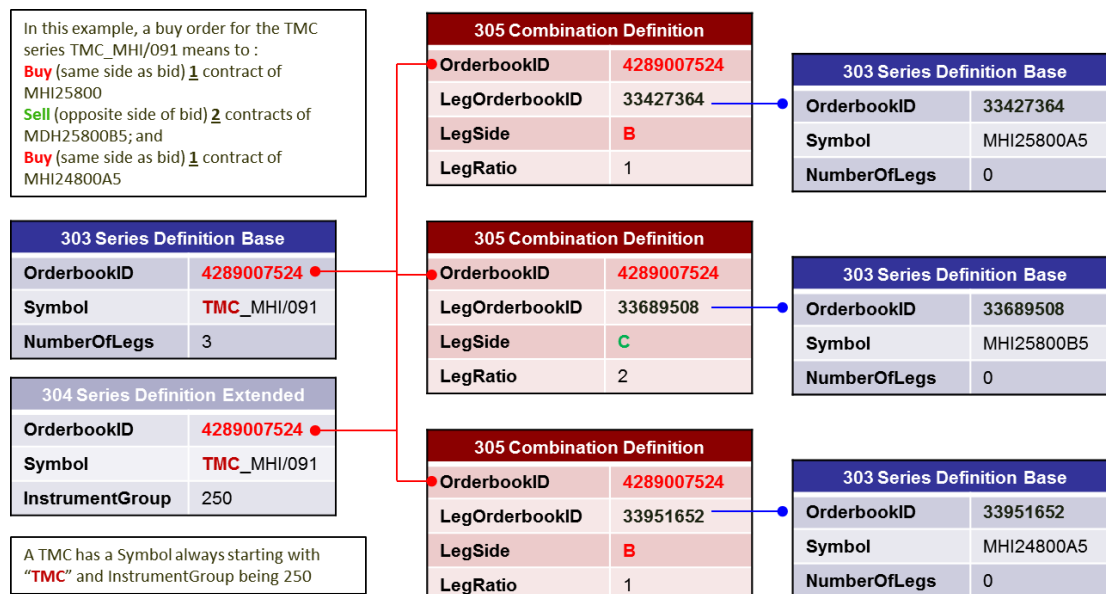 In this example, a buy order for the TMC
series TMC_MHI/091 means to :
Buy (same side as bid) 1 contract of
MHI25800
Sell (opposite side of bid) 2 contracts of
MDH25800B5; and
Buy (same side as bid) 1 contract of
MHI24800A5
303 Series Definition Base
OrderbookID 4289007524
Symbol TMC_MHI/091
NumberOfLegs 3
304 Series Definition Extended
OrderbookID 4289007524
Symbol TMC_MHI/091
InstrumentGroup 250
A TMC has a Symbol always starting with
“TMC” and InstrumentGroup being 250
305 Combination Definition
OrderbookID 4289007524
LegOrderbookID 33427364
LegSide B
LegRatio 1
305 Combination Definition
OrderbookID 4289007524
LegOrderbookID 33689508
LegSide C
LegRatio 2
305 Combination Definition
OrderbookID 4289007524
LegOrderbookID 33951652
LegSide B
LegRatio 1
303 Series Definition Base
OrderbookID 33427364
Symbol MHI25800A5
NumberOfLegs 0
303 Series Definition Base
OrderbookID 33689508
Symbol MHI25800B5
NumberOfLegs 0
303 Series Definition Base
OrderbookID 33951652
Symbol MHI24800A5
NumberOfLegs 0